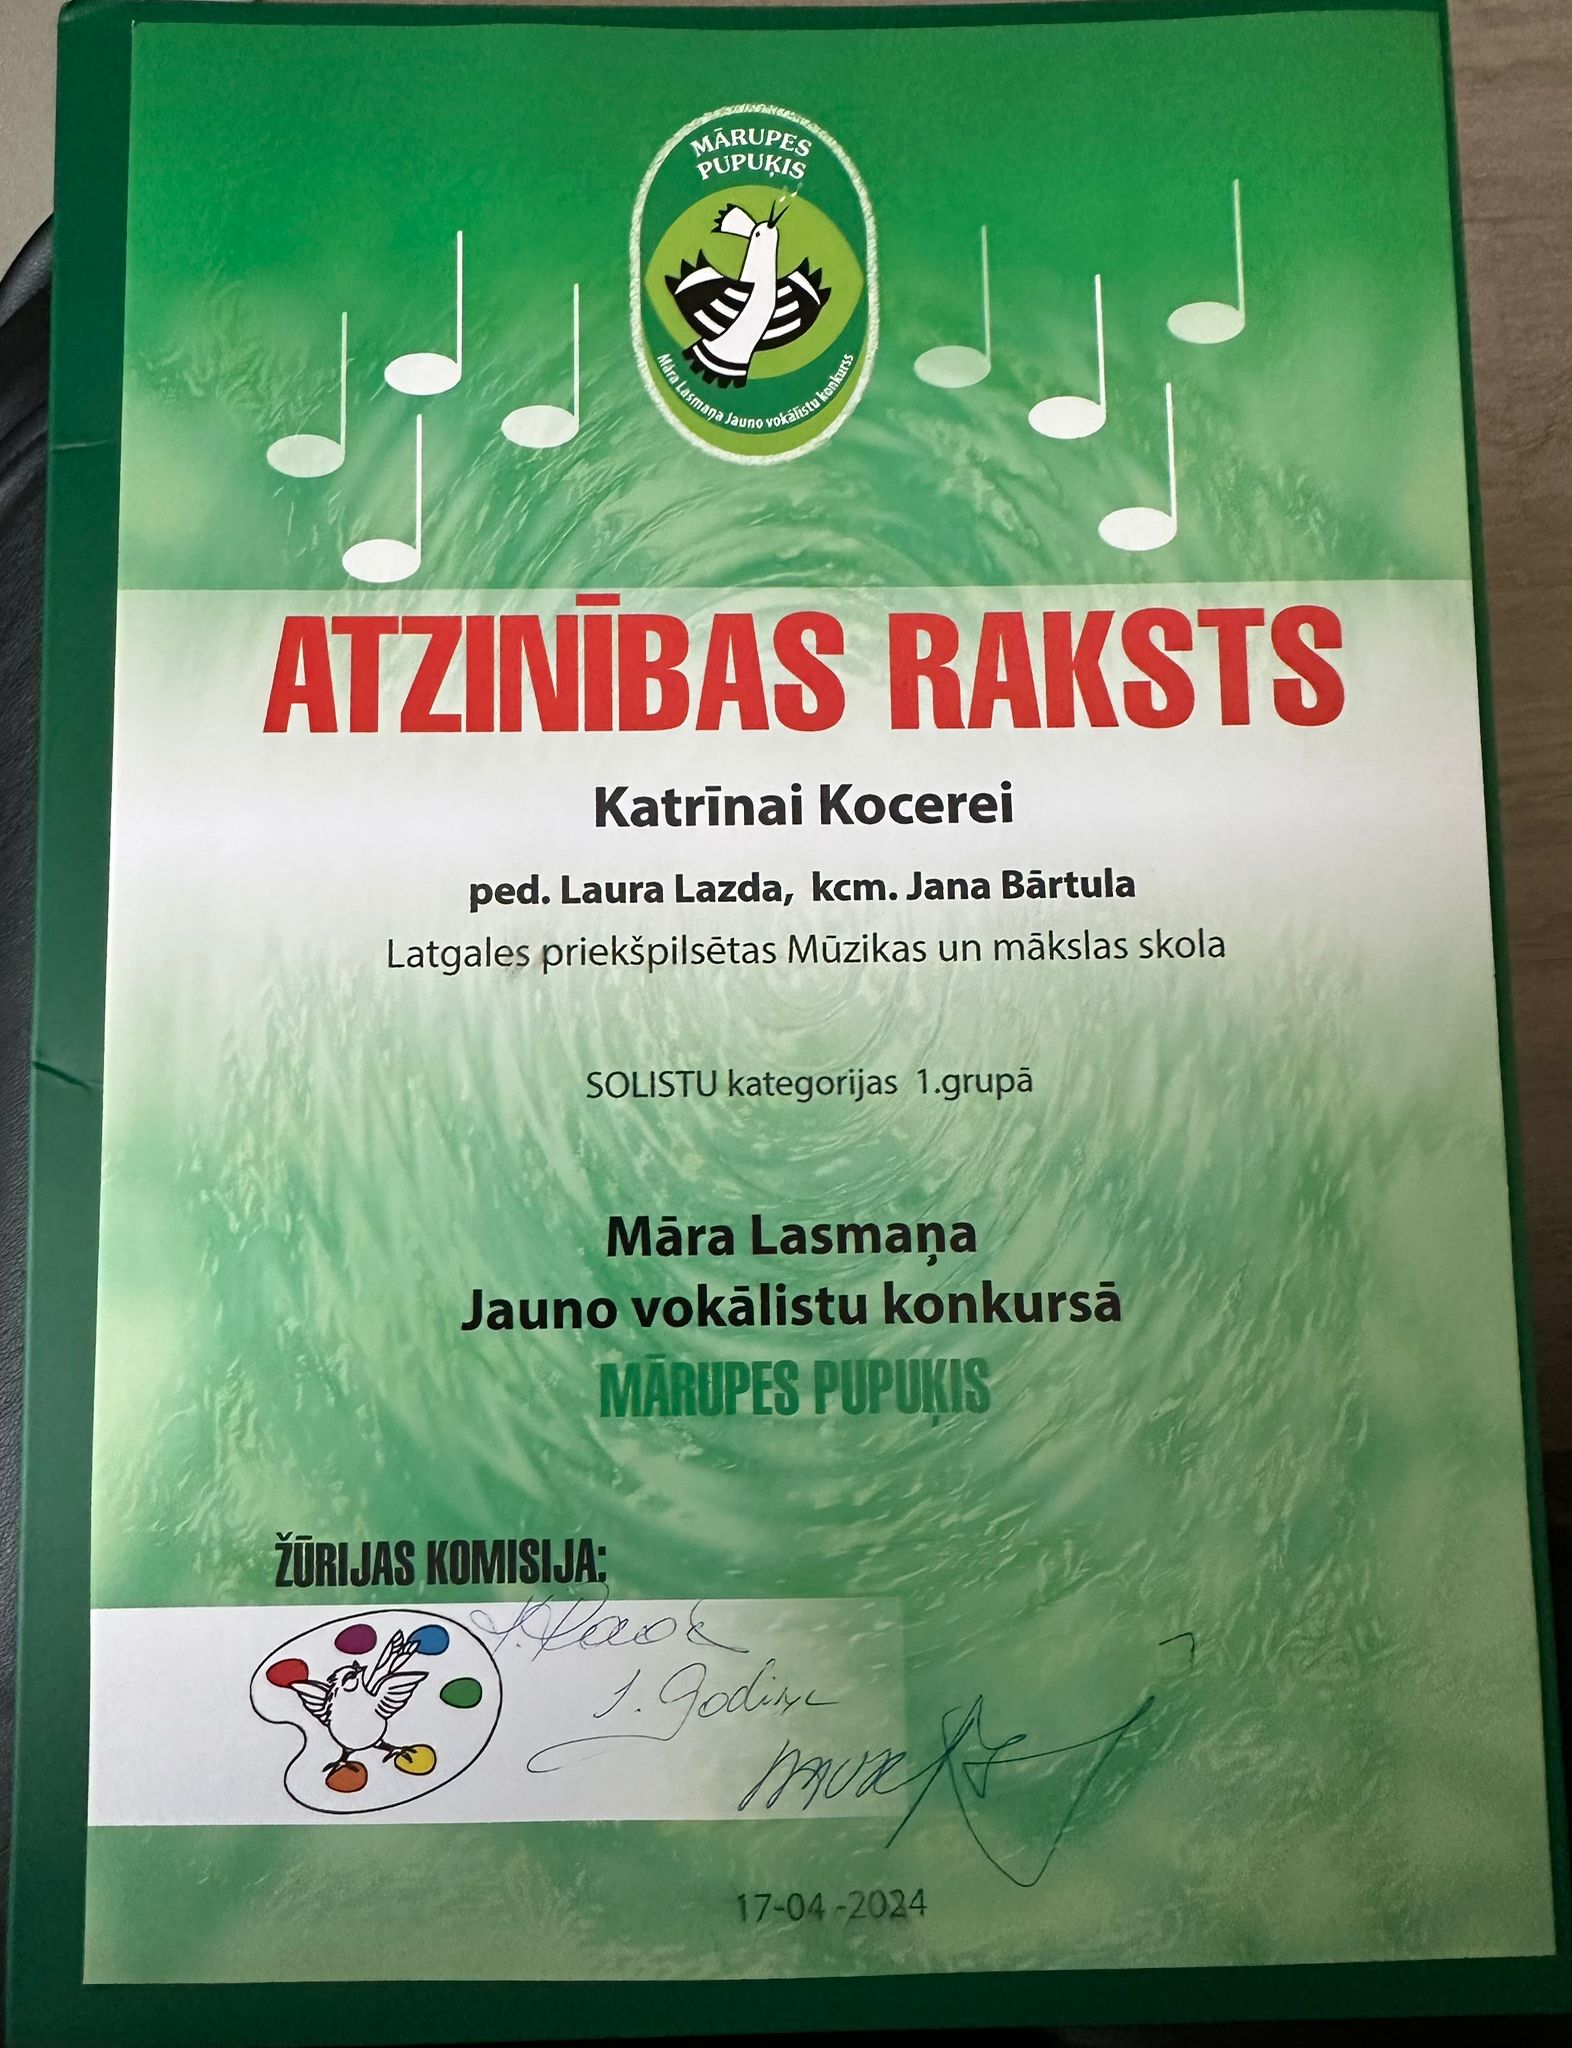 MĀRUPES
PUPUĶIS
Māra Lasmaņa Jauno vokālistu konkurss
ATZINĪBAS RAKSTS
Katrīnai Kocerei
ped. Laura Lazda, kcm. Jana Bārtula
Latgales priekšpilsētas Mūzikas un mākslas skola
SOLISTU kategorijas 1.grupā
Māra Lasmaņa
Jauno vokālistu konkursā
MĀRUPES PUPUĶIS
ŽŪRIJAS KOMISIJA:
17-04-2024